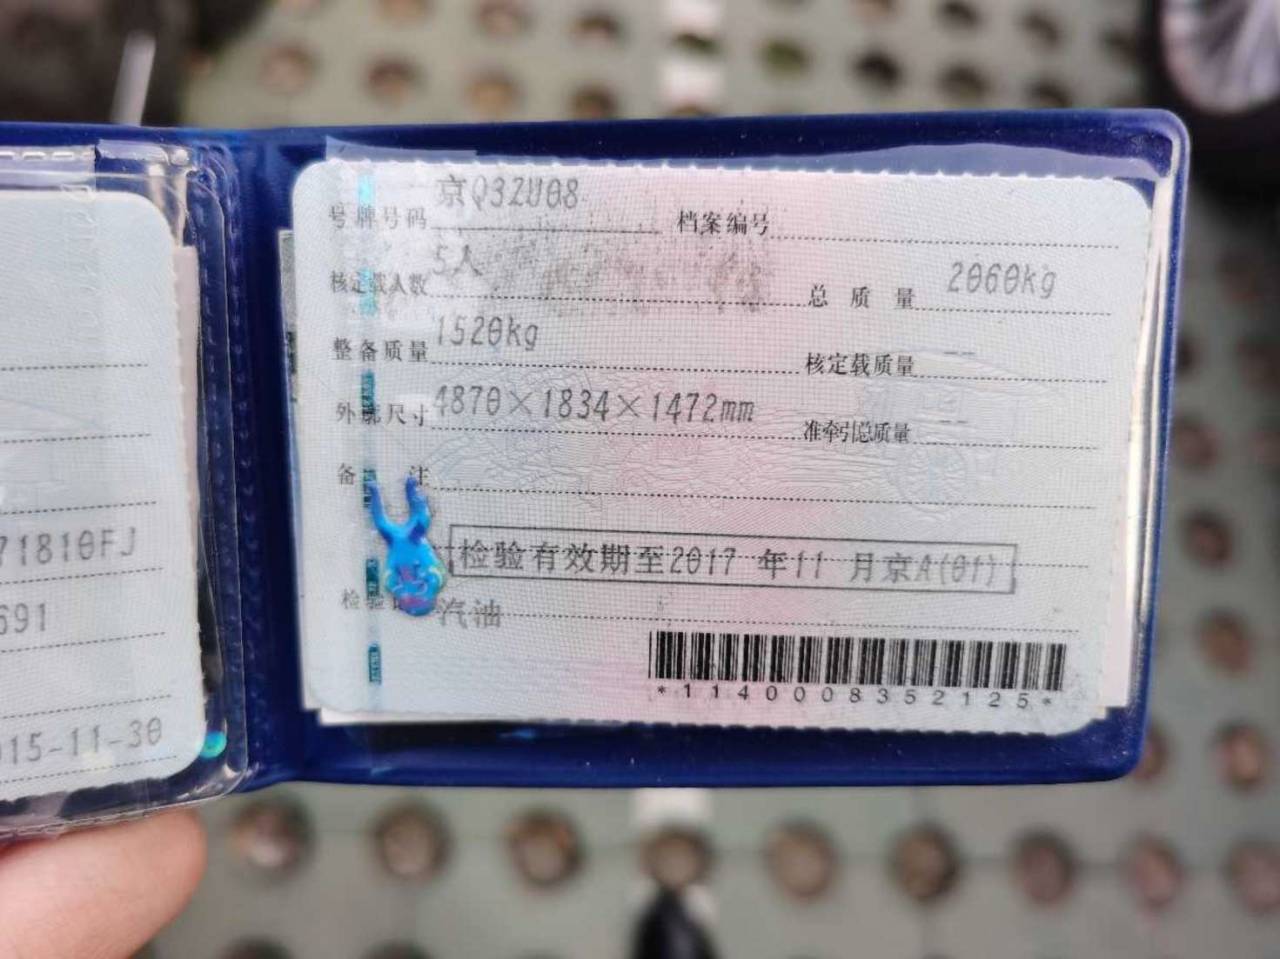 号牌号码 京Q32U08 档案编号
核定载人数 5人 总质量 2060kg
整备质量 1520kg 核定载质量 --
外廓尺寸 4870×1834×1472mm 准牵引总质量 --
备注
检验有效期至2017年11月京A(01)
检验
汽油
*1140008352125*
71810FJ
691
015-11-30